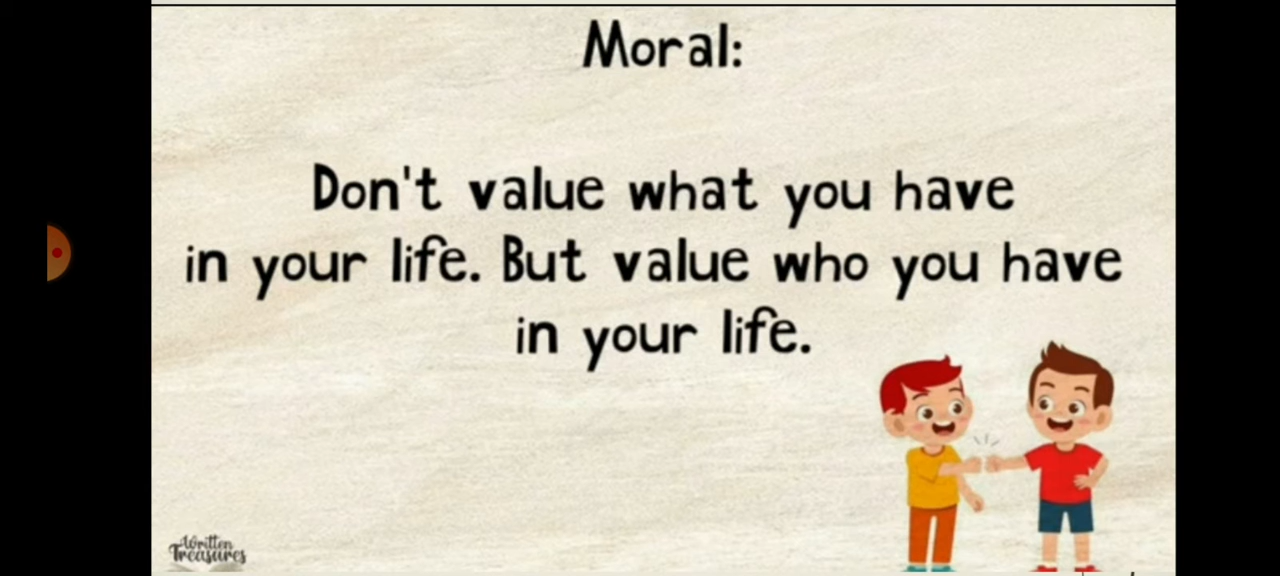 Moral:
Don't value what you have
in your life. But value who you have
in your life.
Written
Treasures